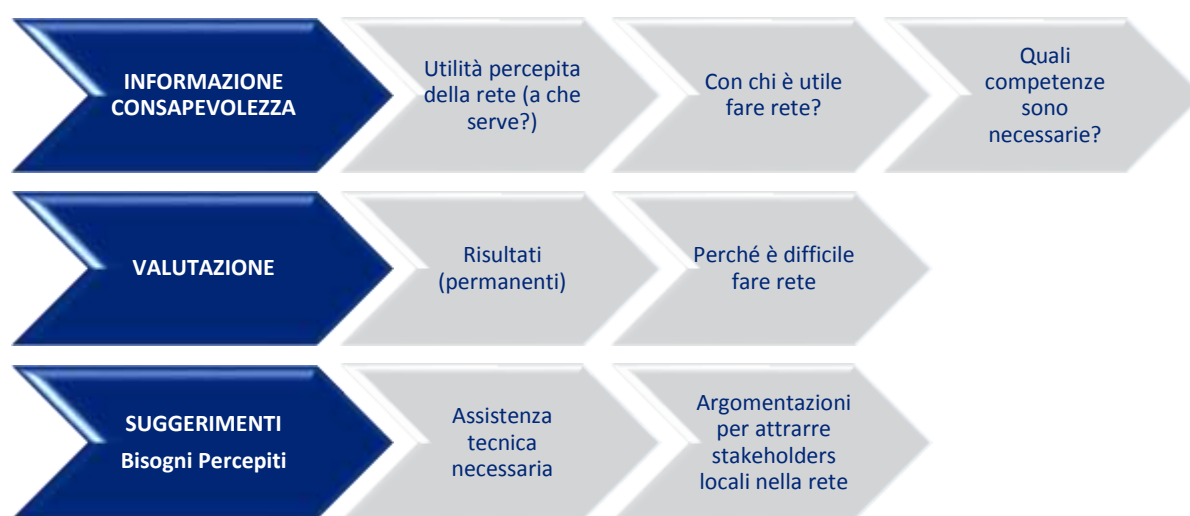 INFORMAZIONE
CONSAPEVOLEZZA
Utilità percepita
della rete (a che
serve?)
Con chi è utile
fare rete?
Quali
competenze
sono
necessarie?
VALUTAZIONE
Risultati
(permanenti)
Perché è difficile
fare rete
SUGGERIMENTI
Bisogni Percepiti
Assistenza
tecnica
necessaria
Argomentazioni
per attrarre
stakeholders
locali nella rete